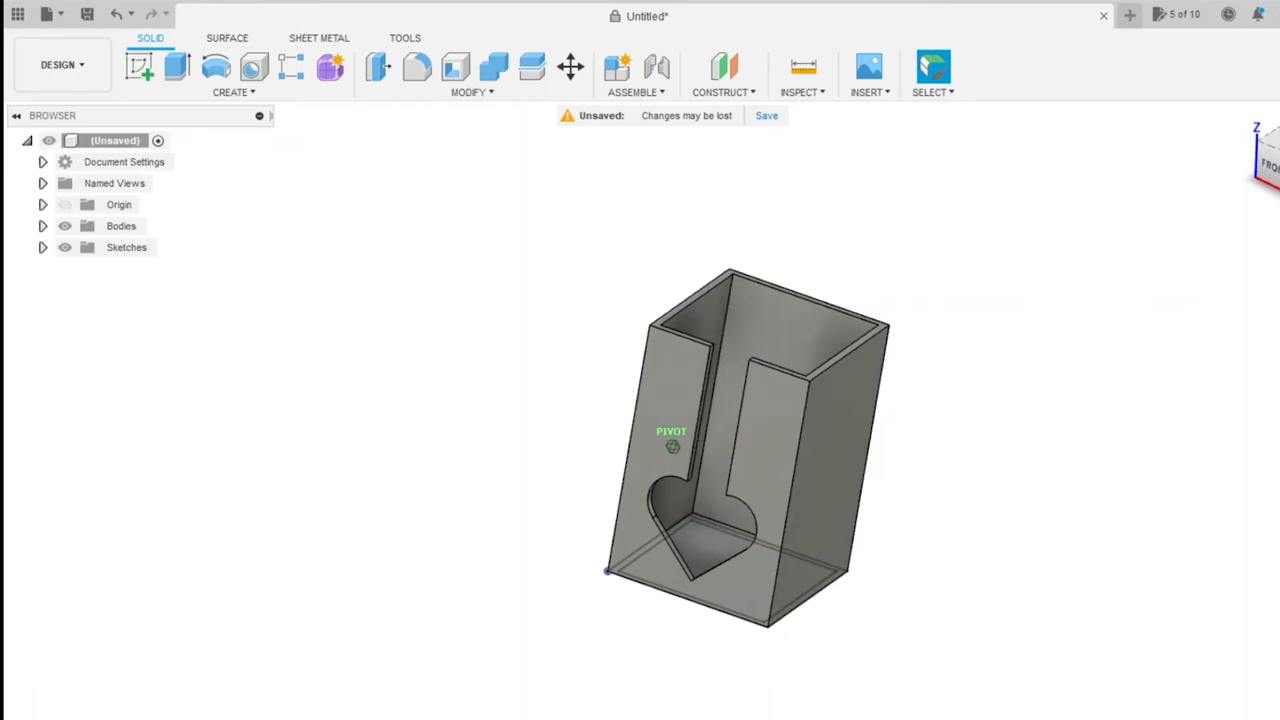 Untitled*
5 of 10
SOLID SURFACE SHEET METAL TOOLS
DESIGN
CREATE MODIFY ASSEMBLE CONSTRUCT INSPECT INSERT SELECT
BROWSER
Unsaved: Changes may be lost Save
(Unsaved)
Document Settings
Named Views
Origin
Bodies
Sketches
Z
PIVOT